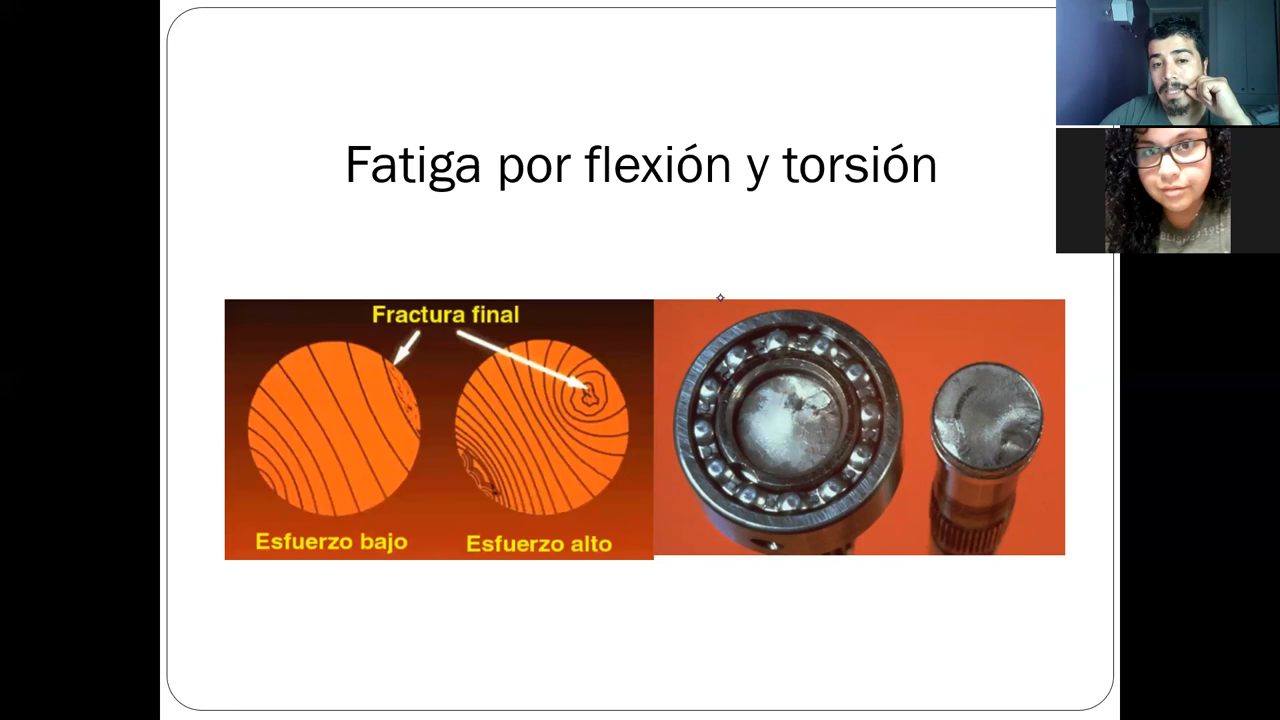 Fatiga por flexión y torsión
Fractura final
Esfuerzo bajo
Esfuerzo alto